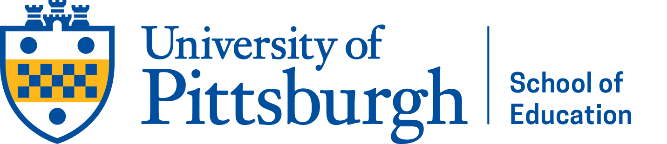 University of
Pittsburgh
School of
Education